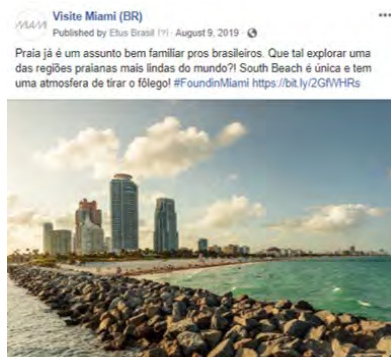 Visite Miami (BR)
Published by Etus Brasil [?] · August 9, 2019 ·
Praia já é um assunto bem familiar pros brasileiros. Que tal explorar uma
das regiões praianas mais lindas do mundo?! South Beach é única e tem
uma atmosfera de tirar o fôlego! #FoundinMiami https://bit.ly/2GfWHRs